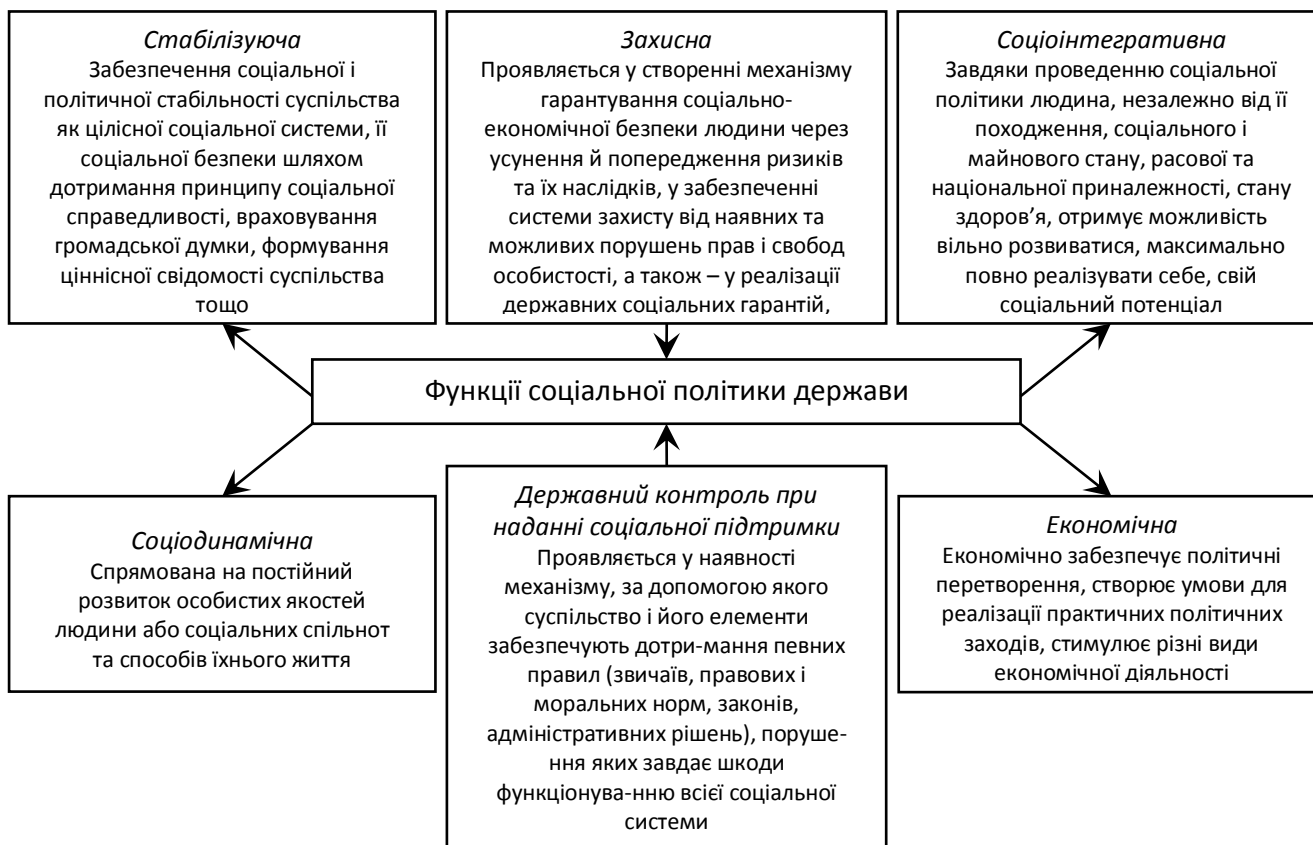 Стабілізуюча
Забезпечення соціальної і
політичної стабільності суспільства
як цілісної соціальної системи, її
соціальної безпеки шляхом
дотримання принципу соціальної
справедливості, враховування
громадської думки, формування
ціннісної свідомості суспільства
тощо
Захисна
Проявляється у створенні механізму
гарантування соціально-
економічної безпеки людини через
усунення й попередження ризиків
та їх наслідків, у забезпеченні
системи захисту від наявних та
можливих порушень прав і свобод
особистості, а також – у реалізації
державних соціальних гарантій,
Соціоінтегративна
Завдяки проведенню соціальної
політики людина, незалежно від її
походження, соціального і
майнового стану, расової та
національної приналежності, стану
здоров’я, отримує можливість
вільно розвиватися, максимально
повно реалізувати себе, свій
соціальний потенціал
Функції соціальної політики держави
Соціодинамічна
Спрямована на постійний
розвиток особистих якостей
людини або соціальних спільнот
та способів їхнього життя
Державний контроль при
наданні соціальної підтримки
Проявляється у наявності
механізму, за допомогою якого
суспільство і його елементи
забезпечують дотри-мання певних
правил (звичаїв, правових і
моральних норм, законів,
адміністративних рішень), поруше-
ння яких завдає шкоди
функціонува-нню всієї соціальної
системи
Економічна
Економічно забезпечує політичні
перетворення, створює умови для
реалізації практичних політичних
заходів, стимулює різні види
економічної діяльності